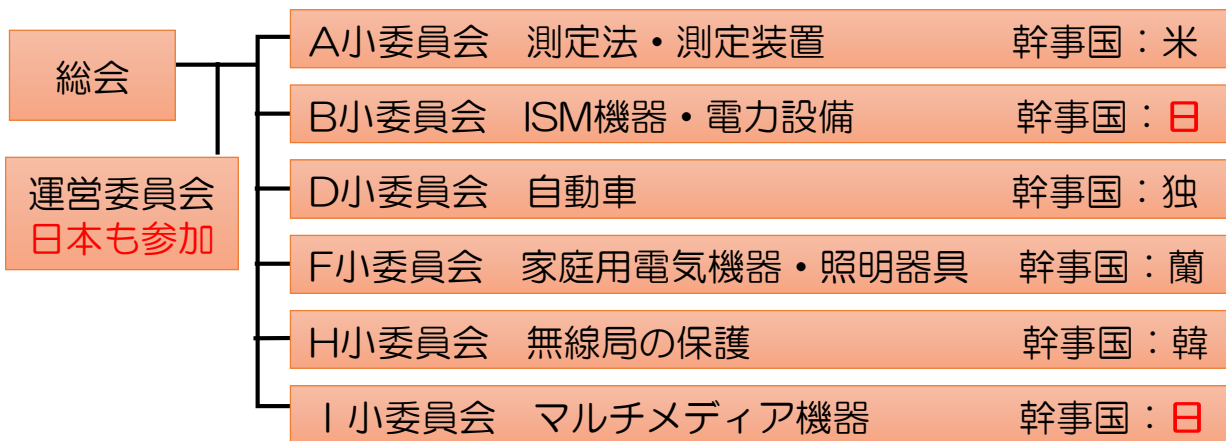 総会
運営委員会
日本も参加
A小委員会　測定法・測定装置　幹事国：米
B小委員会　ISM機器・電力設備　幹事国：日
D小委員会　自動車　幹事国：独
F小委員会　家庭用電気機器・照明器具　幹事国：蘭
H小委員会　無線局の保護　幹事国：韓
I小委員会　マルチメディア機器　幹事国：日